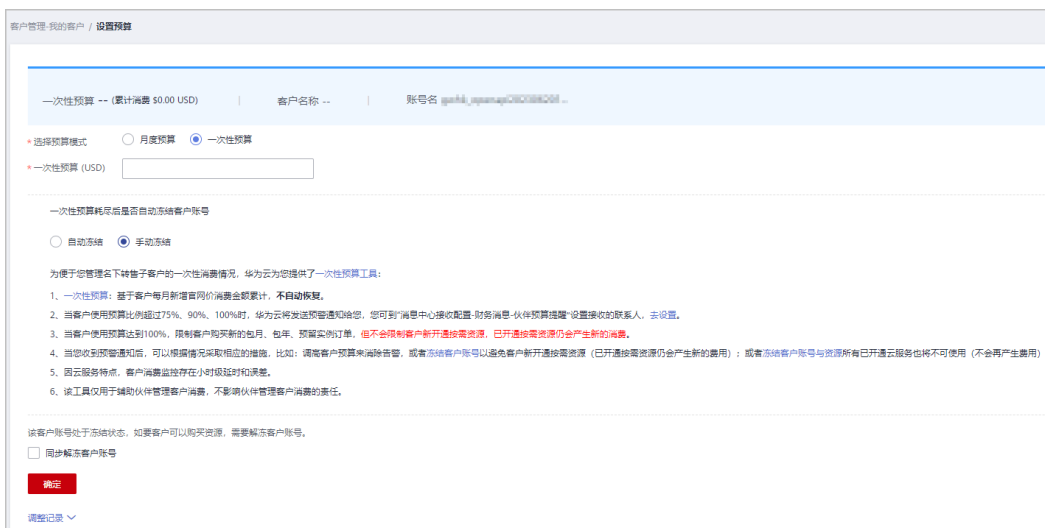 客户管理-我的客户 / 设置预算
一次性预算 -- (累计消费 $0.00 USD) | 客户名称 -- | 账号名
* 选择预算模式 月度预算 一次性预算
* 一次性预算 (USD)
一次性预算耗尽后是否自动冻结客户账号
自动冻结 手动冻结
为便于您管理名下转售子客户的一次性消费情况，华为云为您提供了一次性预算工具：
1、一次性预算：基于客户每月新增官网价消费金额累计，不自动恢复。
2、当客户使用预算比例超过75%、90%、100%时，华为云将发送预警通知给您，您可到"消息中心接收配置-财务消息-伙伴预算提醒"设置接收的联系人，去设置。
3、当客户使用预算达到100%，限制客户购买新的包月、包年、预留实例订单，但不会限制客户新开通按需资源，已开通按需资源仍会产生新的消费。
4、当您收到预警通知后，可以根据情况采取相应的措施，比如：调高客户预算来消除告警，或者冻结客户账号以避免客户新开通按需资源（已开通按需资源仍会产生新的费用）；或者冻结客户账号与资源所有已开通云服务也将不可使用（不会再产生费用）
5、因云服务特点，客户消费监控存在小时级延时和误差。
6、该工具仅用于辅助伙伴管理客户消费，不影响伙伴管理客户消费的责任。
该客户账号处于冻结状态，如要客户可以购买资源，需要解冻客户账号。
同步解冻客户账号
确定
调整记录